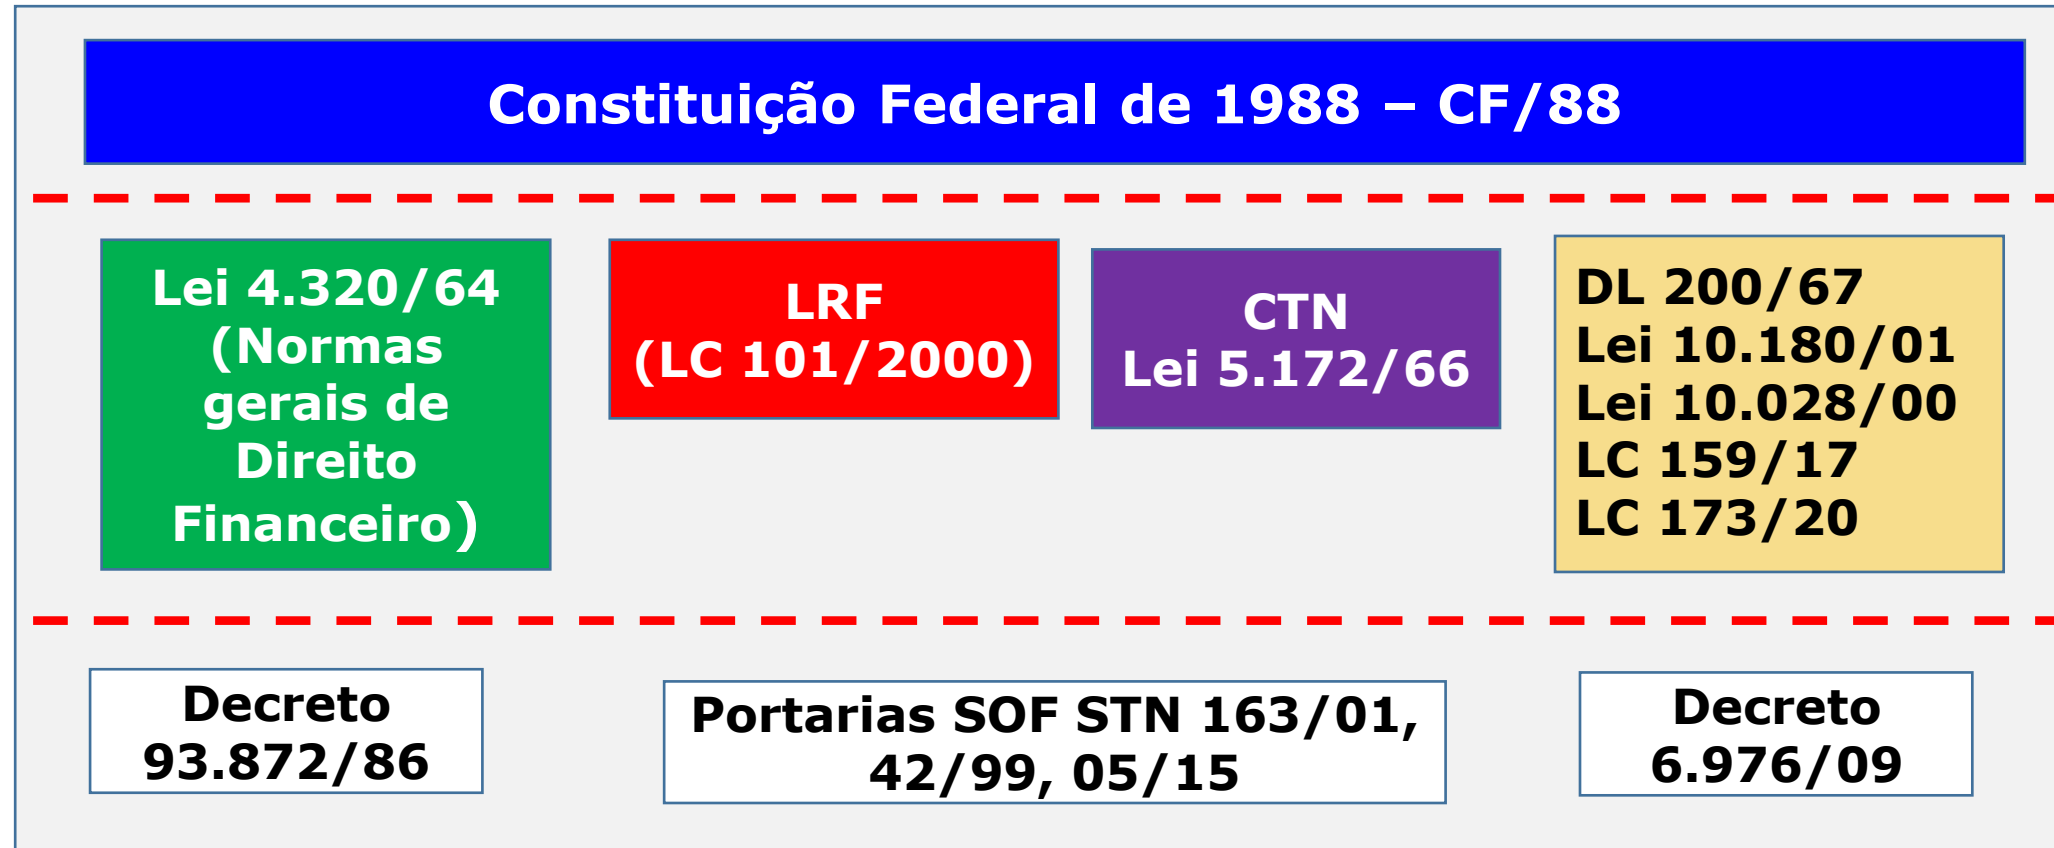 Constituição Federal de 1988 – CF/88
Lei 4.320/64
(Normas
gerais de
Direito
Financeiro)
LRF
(LC 101/2000)
CTN
Lei 5.172/66
DL 200/67
Lei 10.180/01
Lei 10.028/00
LC 159/17
LC 173/20
Decreto
93.872/86
Portarias SOF STN 163/01,
42/99, 05/15
Decreto
6.976/09